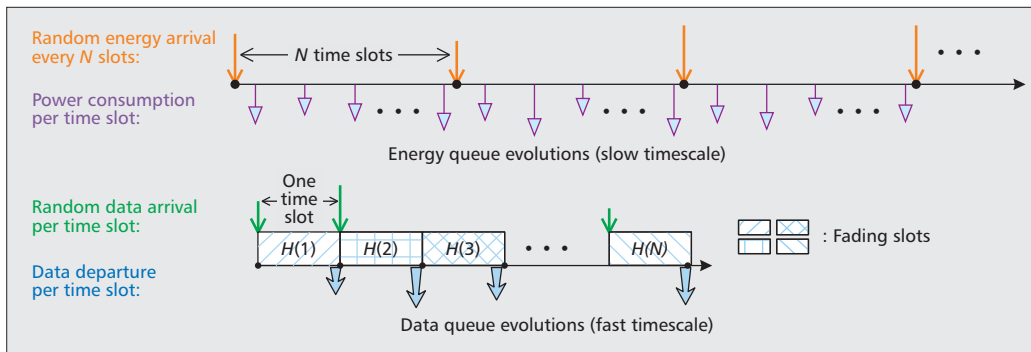 Random energy arrival
every N slots:
N time slots
• • •
Power consumption
per time slot:
• • •
• • •
• • •
Energy queue evolutions (slow timescale)
Random data arrival
per time slot:
One
time
slot
H(1)
H(2)
H(3)
• • •
H(N)
: Fading slots
Data departure
per time slot:
Data queue evolutions (fast timescale)